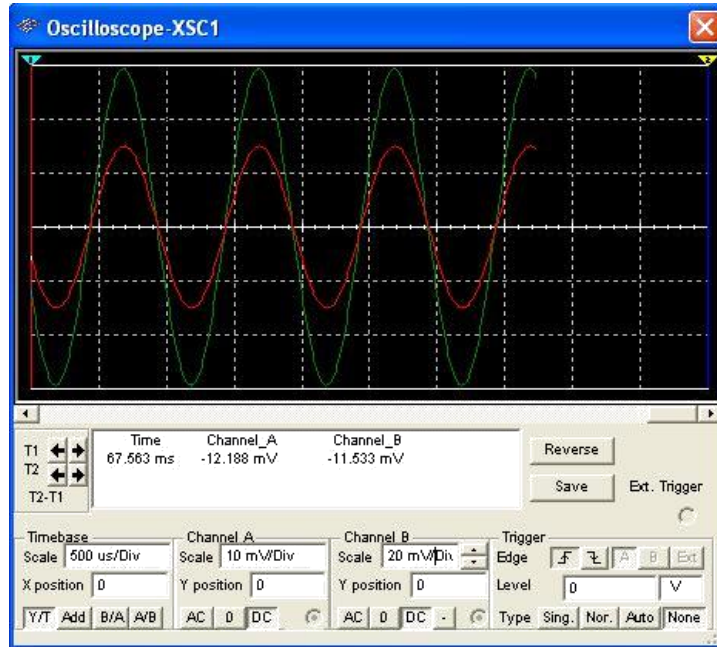 Oscilloscope-XSC1
1 2
Time Channel_A Channel_B
T1 67.563 ms -12.188 mV -11.533 mV
T2
T2-T1
Reverse
Save Ext. Trigger
Timebase Channel A Channel B Trigger
Scale 500 us/Div Scale 10 mV/Div Scale 20 mV/Div Edge A B Ext
X position 0 Y position 0 Y position 0 Level 0 V
Y/T Add B/A A/B AC 0 DC AC 0 DC - Type Sing. Nor. Auto None